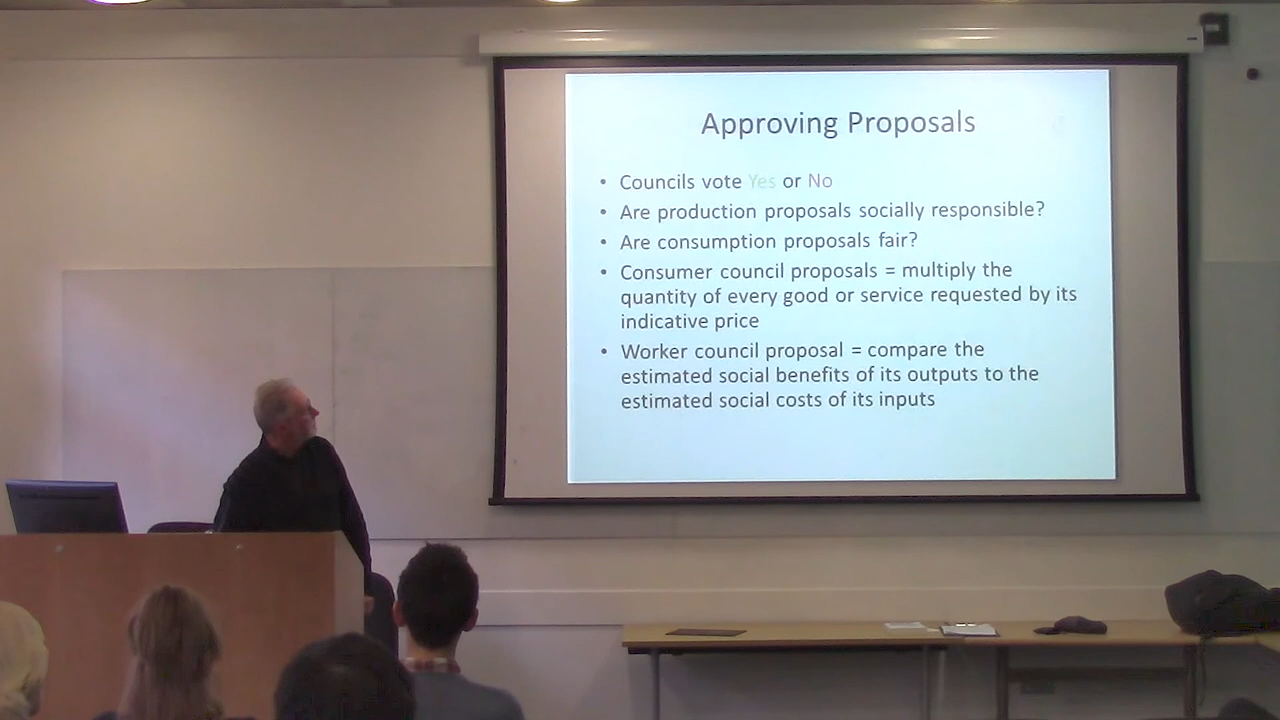 Approving Proposals
• Councils vote Yes or No
• Are production proposals socially responsible?
• Are consumption proposals fair?
• Consumer council proposals = multiply the
quantity of every good or service requested by its
indicative price
• Worker council proposal = compare the
estimated social benefits of its outputs to the
estimated social costs of its inputs